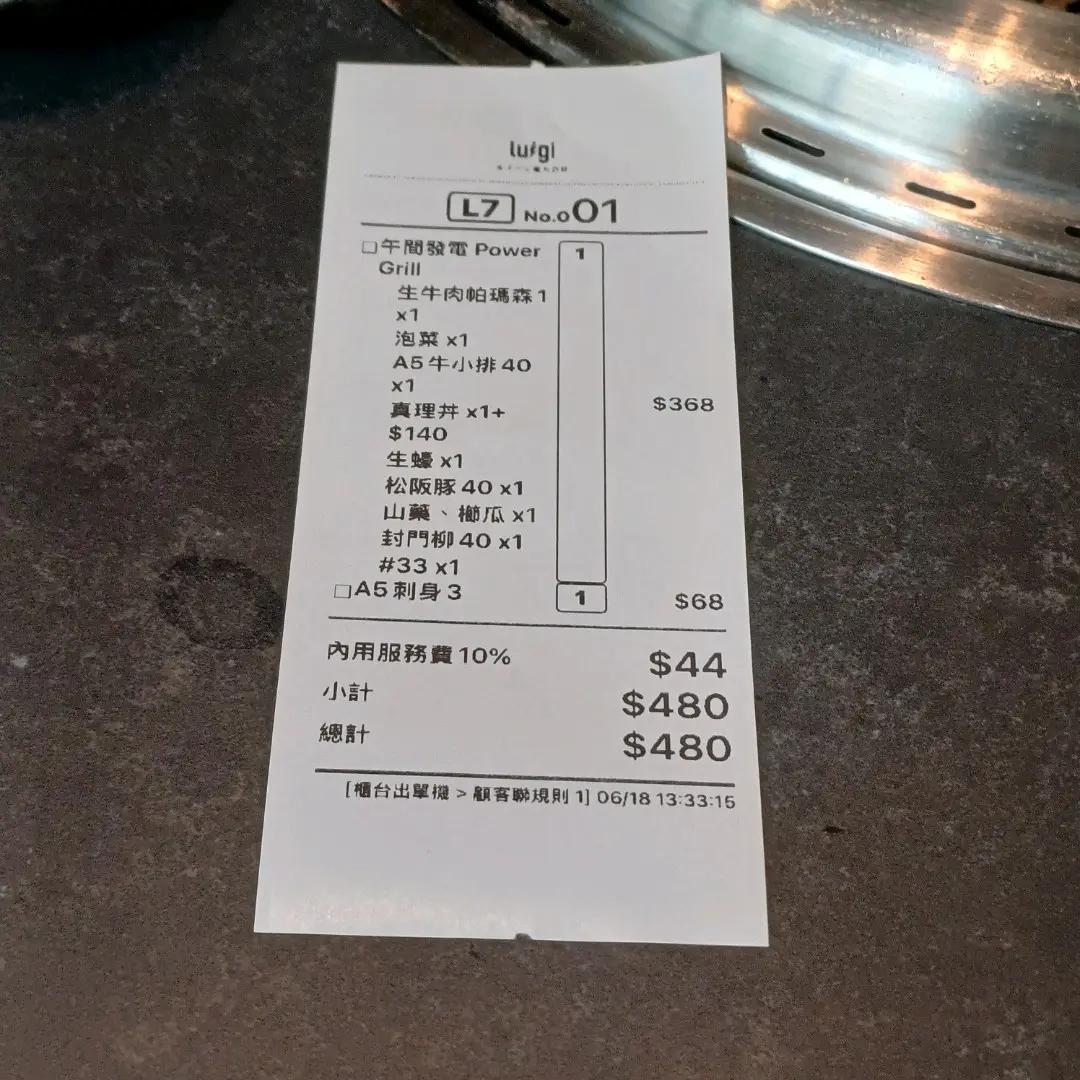 luigi
L7 No.001
□午間發電 Power 1
Grill
生牛肉帕瑪森 1
x1
泡菜 x1
A5 牛小排 40
x1
$368
真理丼 x1+
$140
生蠔 x1
松阪豚 40 x1
山藥、櫛瓜 x1
封門柳 40 x1
#33 x1
□A5 刺身 3 1 $68
內用服務費 10% $44
小計 $480
總計 $480
[櫃台出單機 > 顧客聯規則 1] 06/18 13:33:15